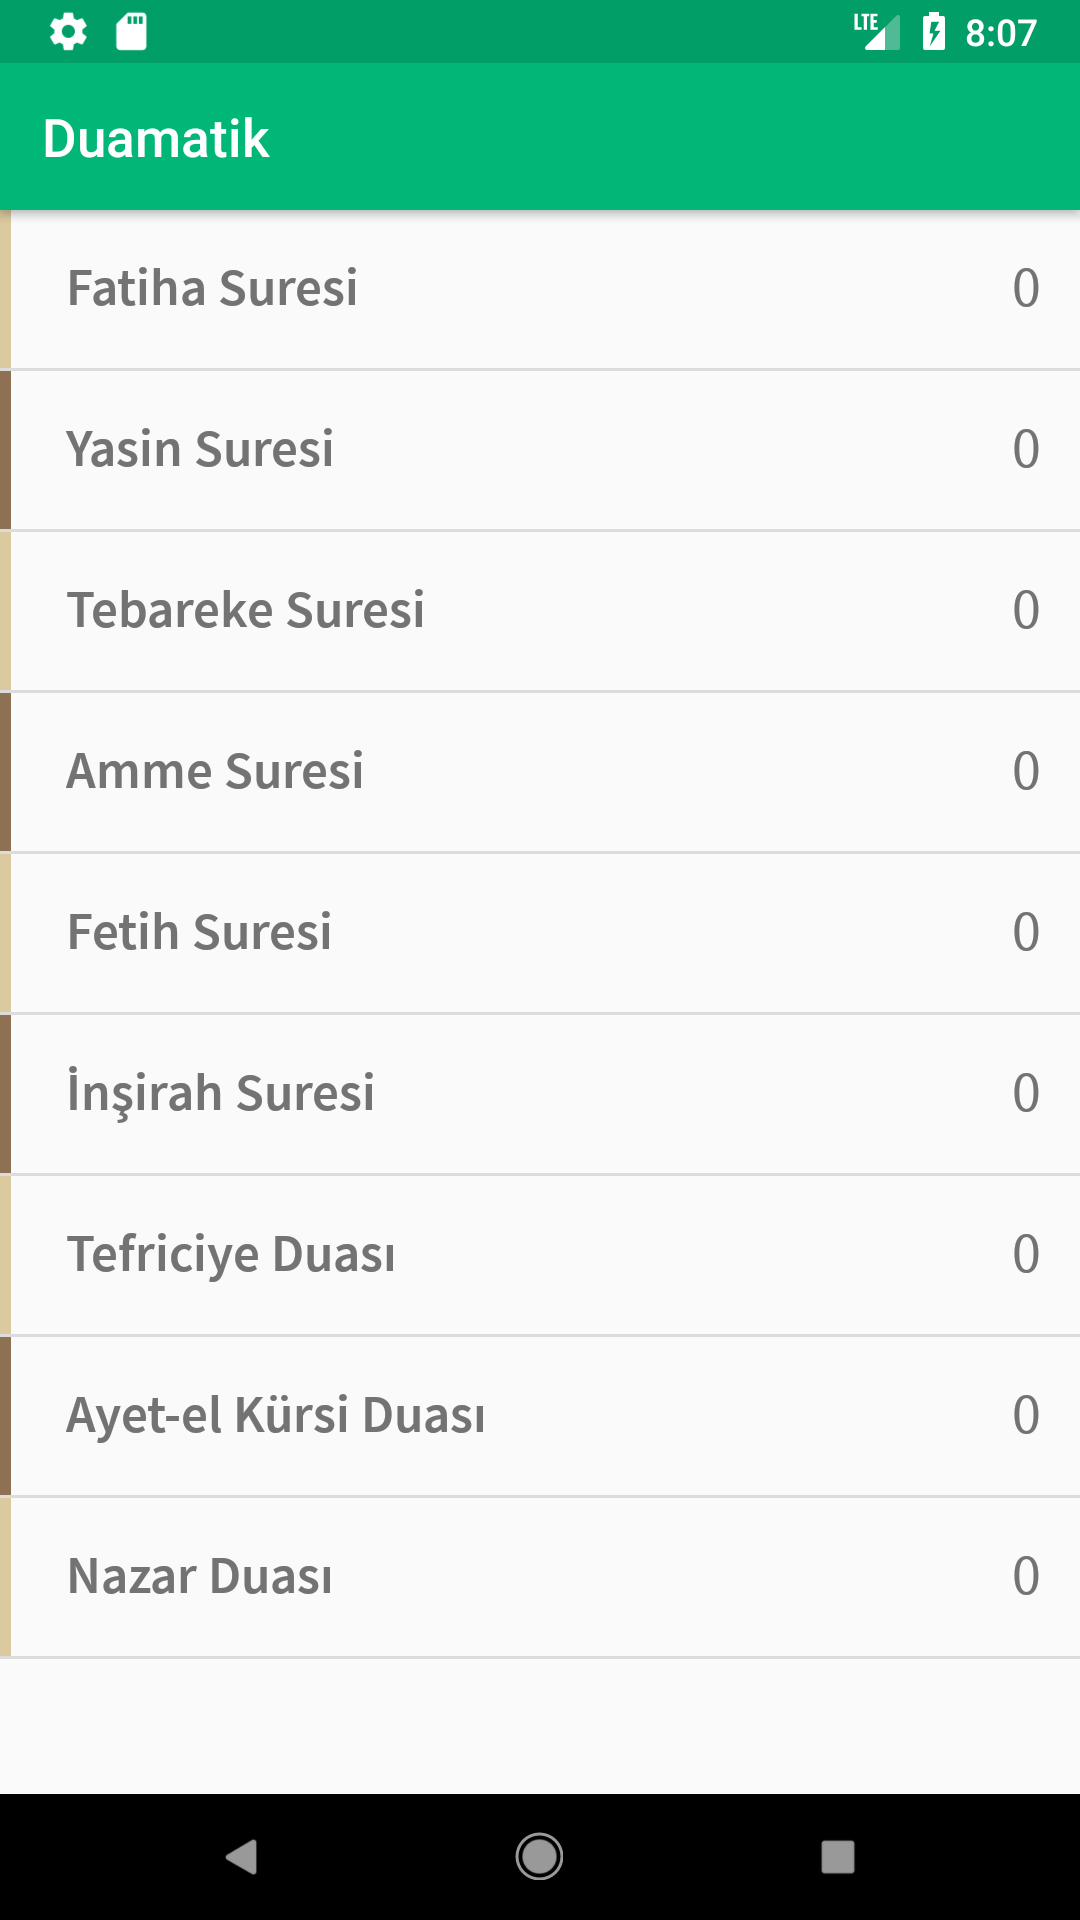 LTE 8:07
Duamatik
Fatiha Suresi 0
Yasin Suresi 0
Tebareke Suresi 0
Amme Suresi 0
Fetih Suresi 0
İnşirah Suresi 0
Tefriciye Duası 0
Ayet-el Kürsi Duası 0
Nazar Duası 0